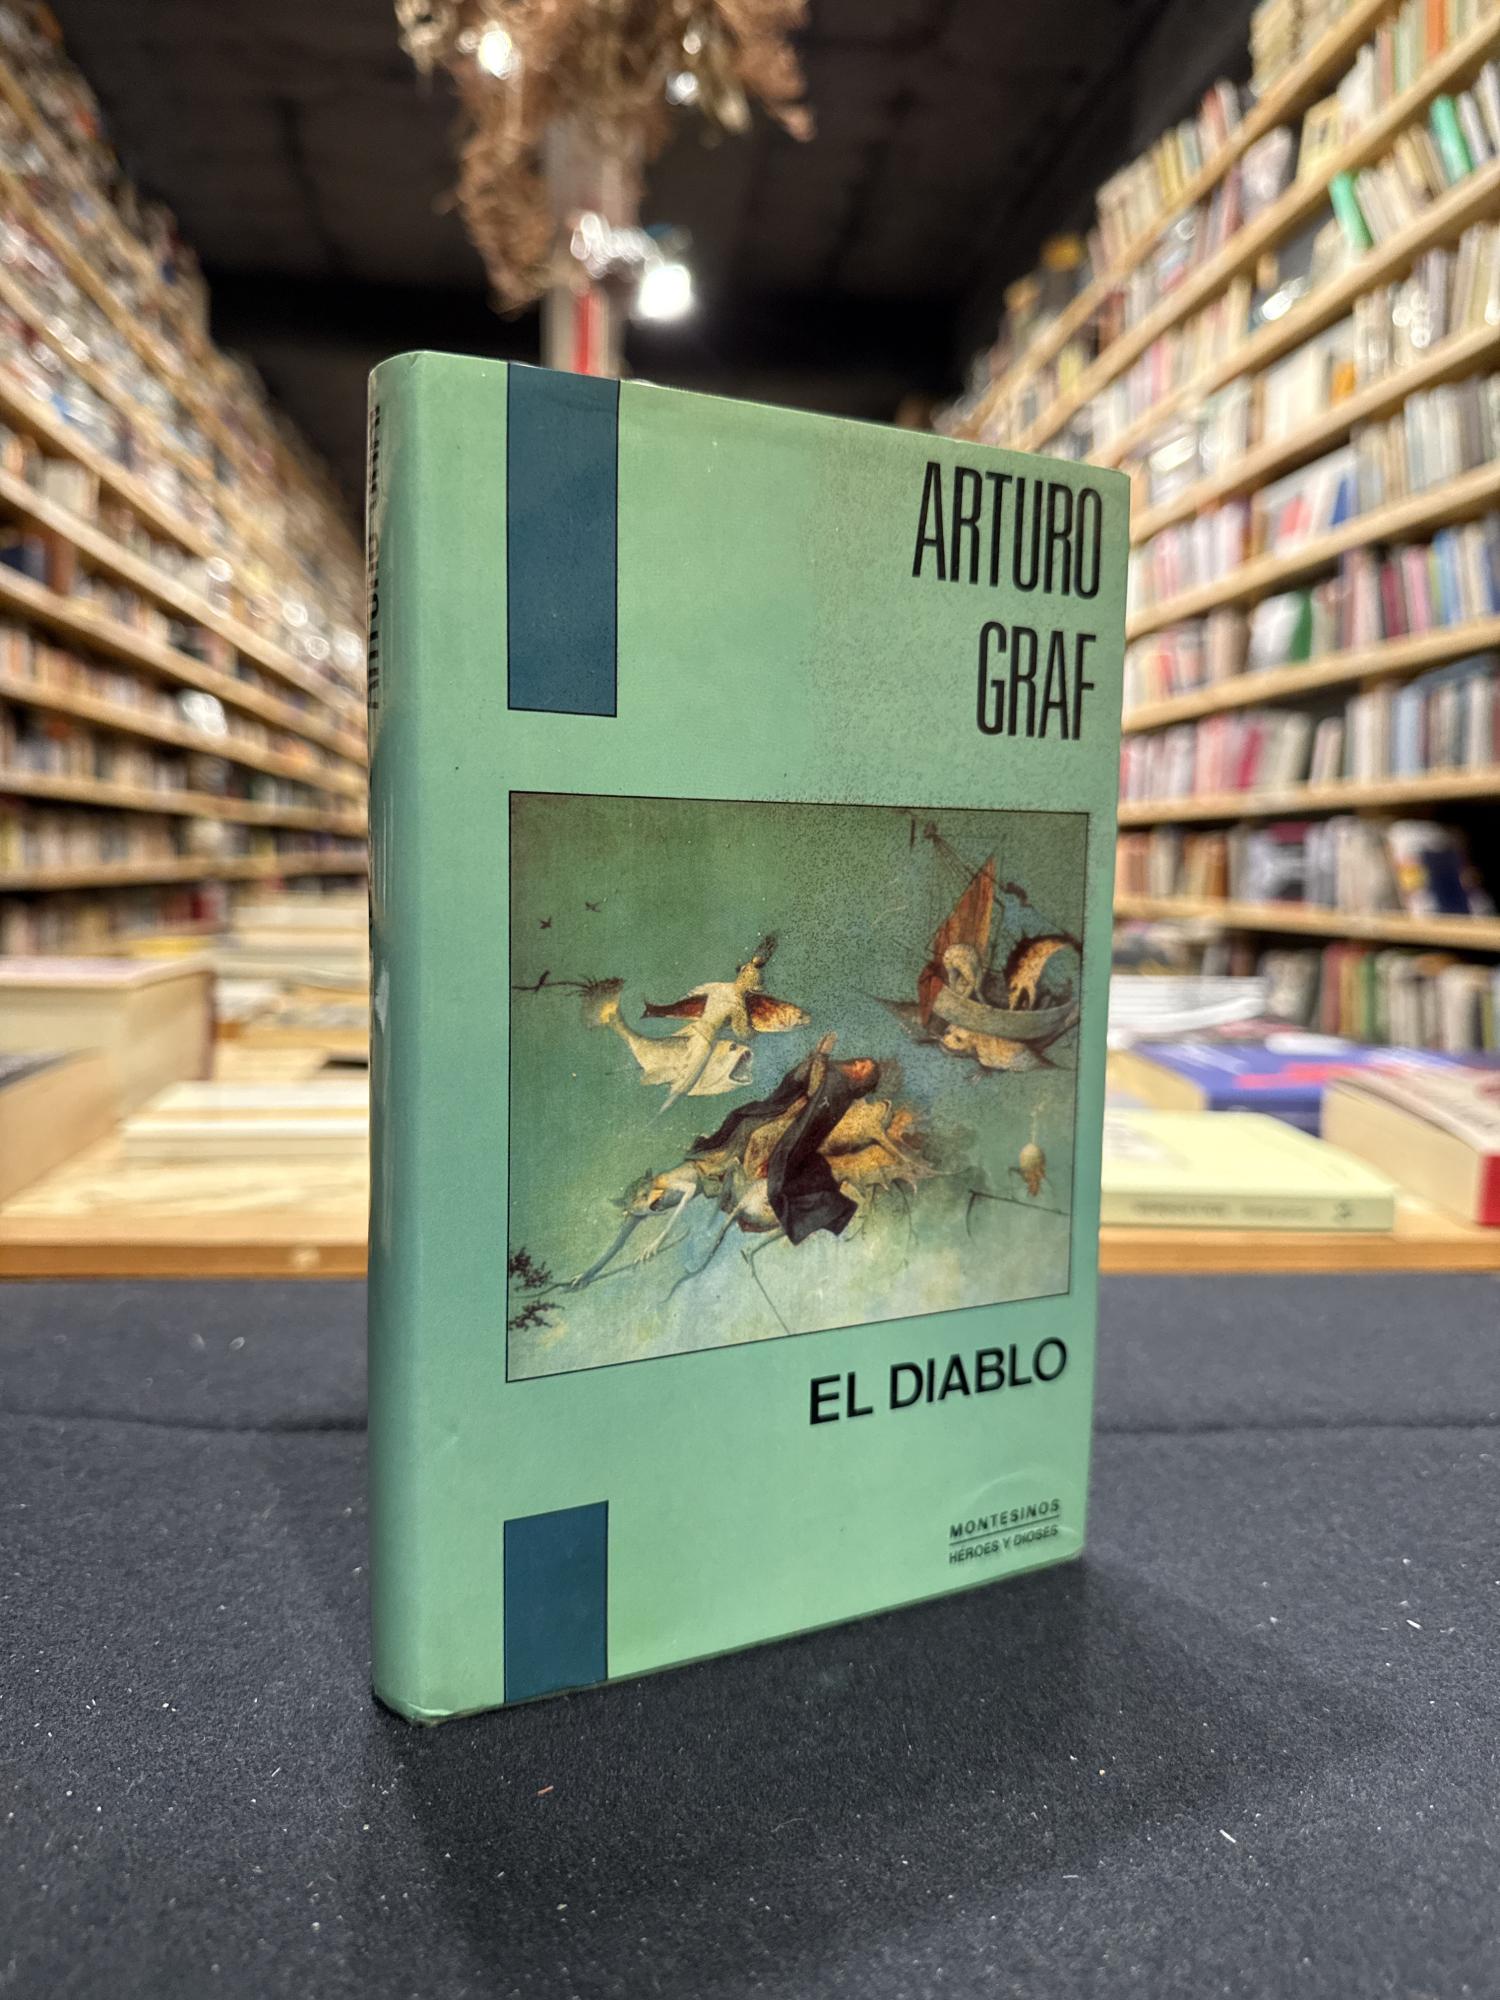 ARTURO
GRAF
EL DIABLO
MONTESINOS
HÉROES Y DIOSES